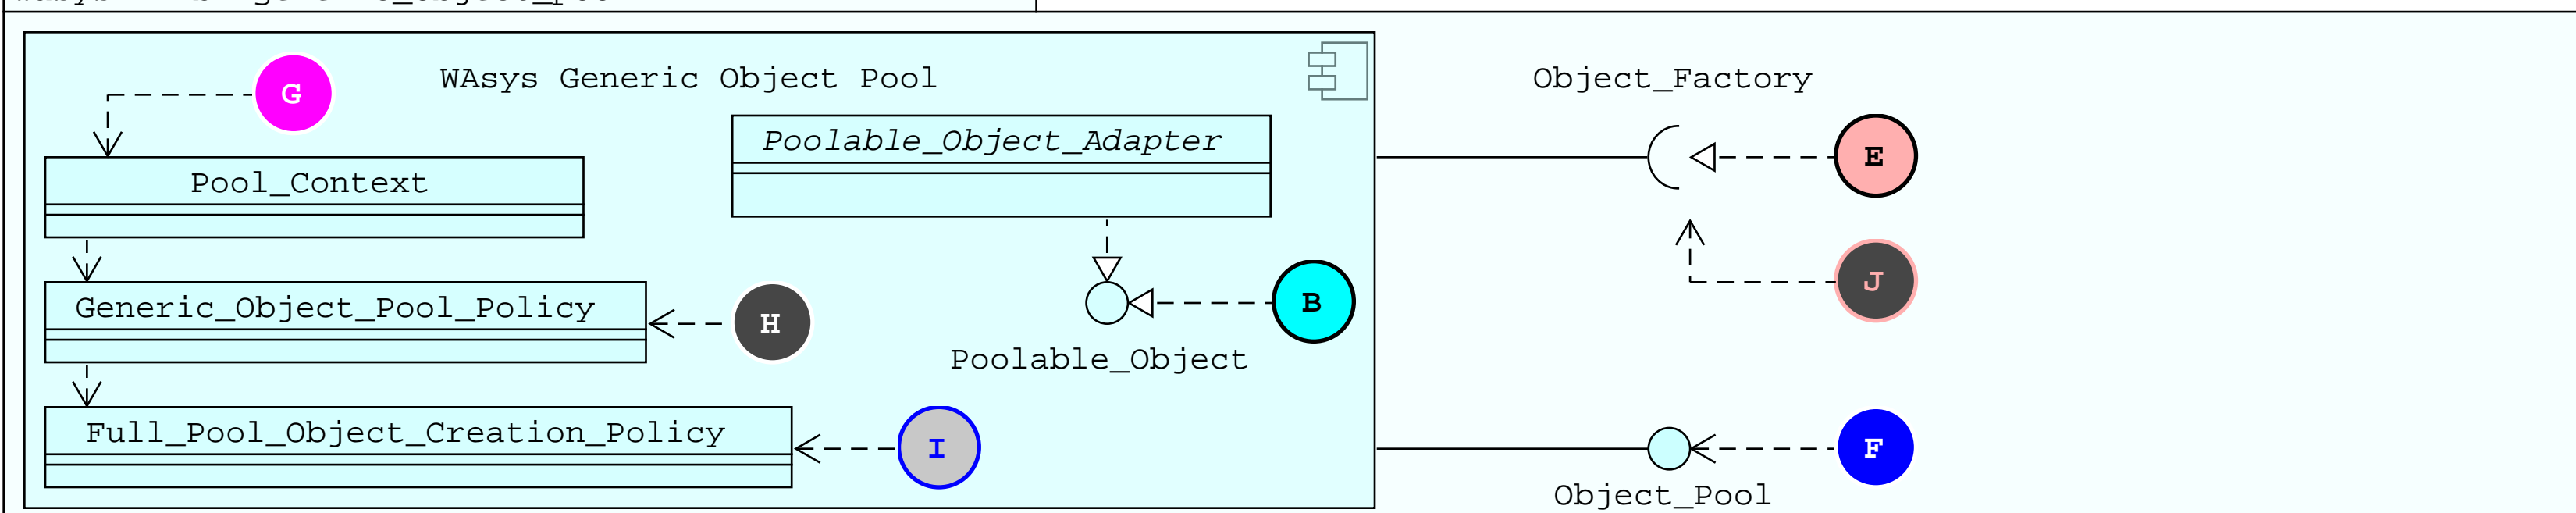 G
WAsys Generic Object Pool
Object_Factory
Poolable_Object_Adapter
E
Pool_Context
J
Generic_Object_Pool_Policy
H
B
Poolable_Object
Full_Pool_Object_Creation_Policy
I
F
Object_Pool